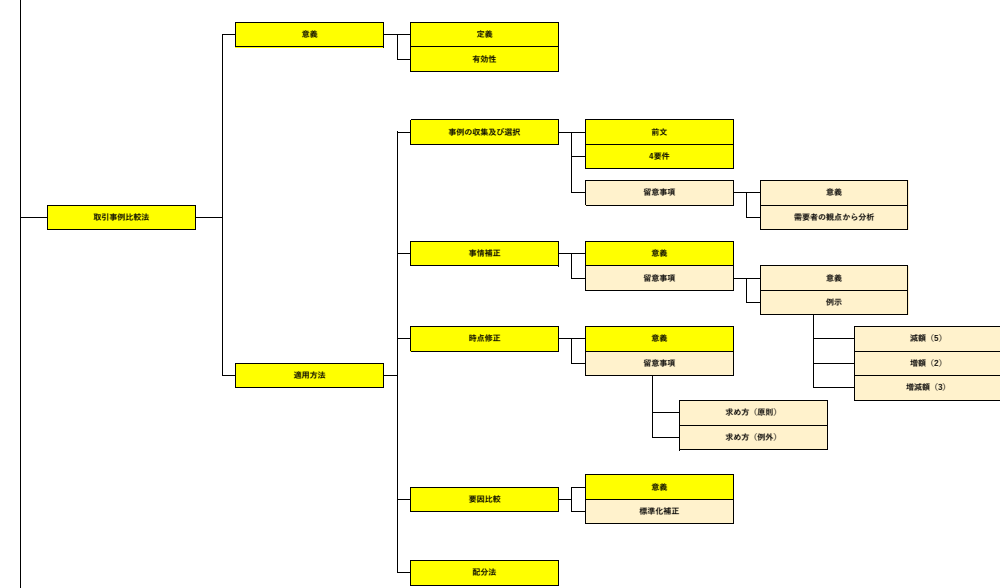 意義
定義
有効性
事例の収集及び選択
前文
4要件
留意事項
意義
需要者の観点から分析
取引事例比較法
事情補正
意義
留意事項
意義
例示
時点修正
意義
留意事項
減額（5）
増額（2）
増減額（3）
適用方法
求め方（原則）
求め方（例外）
要因比較
意義
標準化補正
配分法